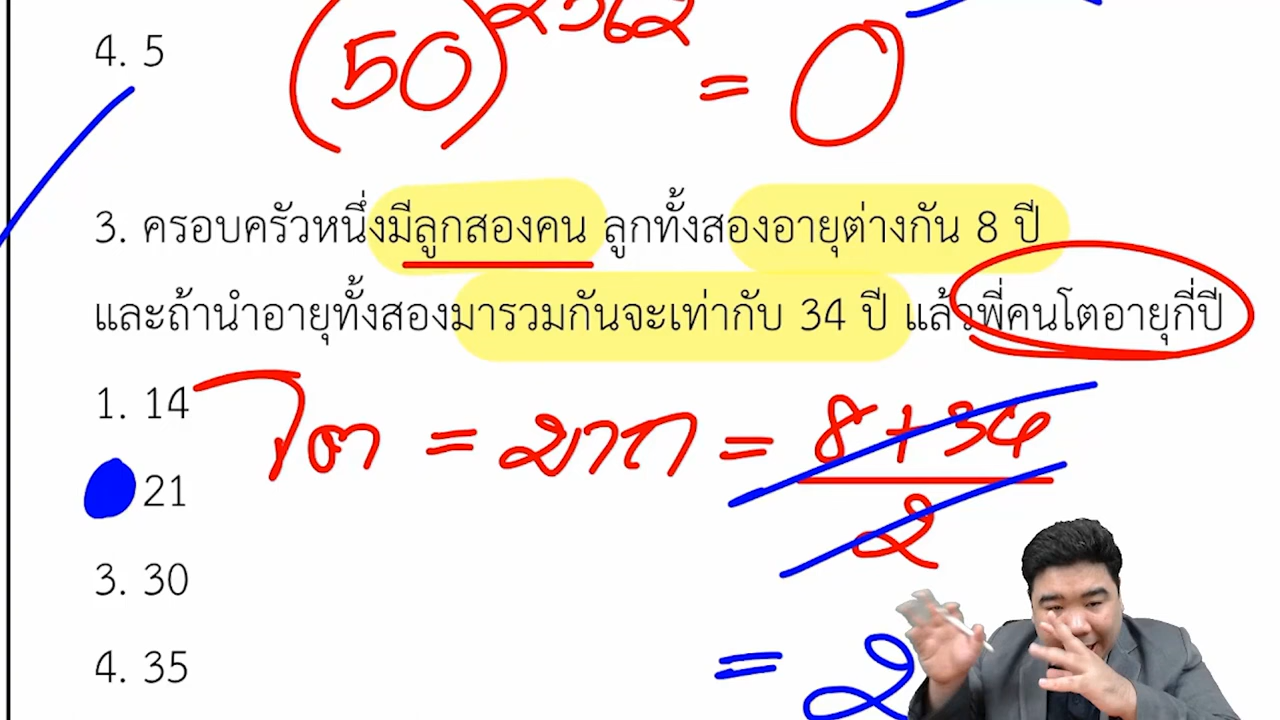 4. 5
(50)²⁵⁶² = 0
3. ครอบครัวหนึ่งมีลูกสองคน ลูกทั้งสองอายุต่างกัน 8 ปี
และถ้านำอายุทั้งสองมารวมกันจะเท่ากับ 34 ปี แล้วพี่คนโตอายุกี่ปี
1. 14
โต = มาก = 8+34
21
2
3. 30
4. 35
= 2